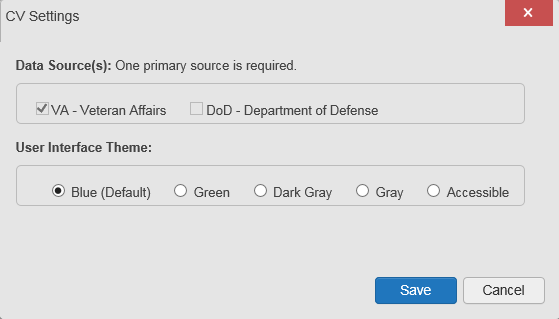 CV Settings
Data Source(s): One primary source is required.
VA - Veteran Affairs DoD - Department of Defense
User Interface Theme:
Blue (Default) Green Dark Gray Gray Accessible
Save Cancel